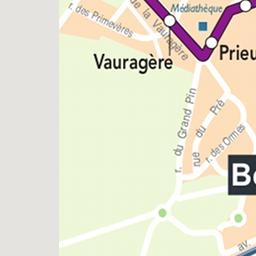 Médiathèque
r. des Primevères
de la Vauragère
Vauragère
Prieu
r. du Grand Pin
rue du Pré
r. des Ormes
Be
av.